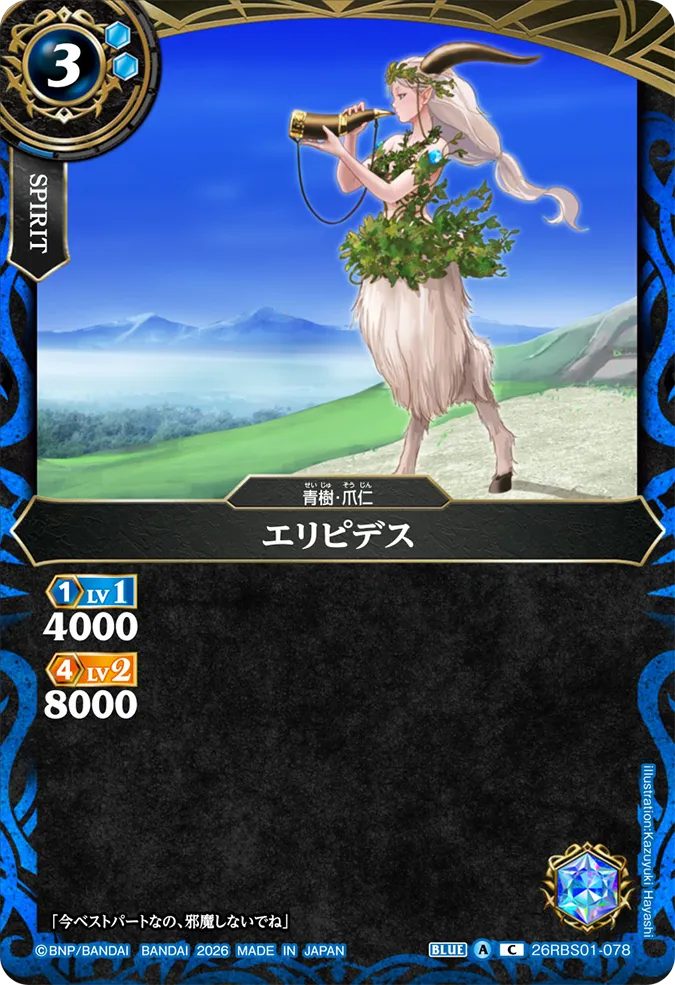 3
SPIRIT
せいじゅ そうじん
青樹・爪仁
エリピデス
1 LV1
4000
4 LV2
8000
illustration:Kazuyuki Hayashi
「今ベストパートなの、邪魔しないでね」
©BNP/BANDAI BANDAI 2026 MADE IN JAPAN BLUE A C 26RBS01-078